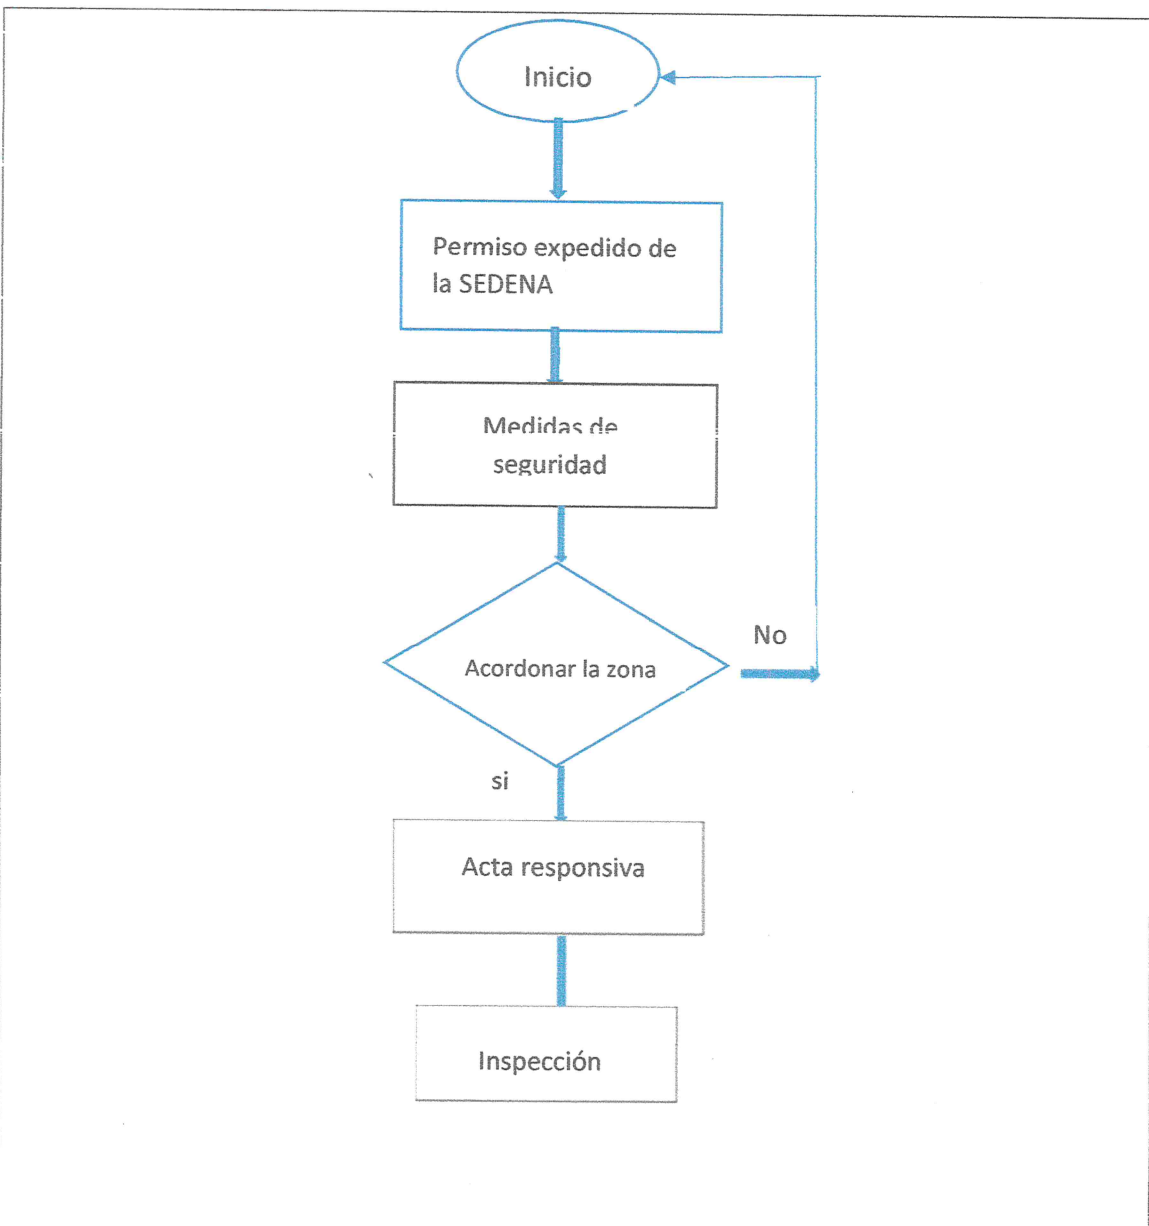 Inicio
Permiso expedido de
la SEDENA
Medidas de
seguridad
No
Acordonar la zona
si
Acta responsiva
Inspección